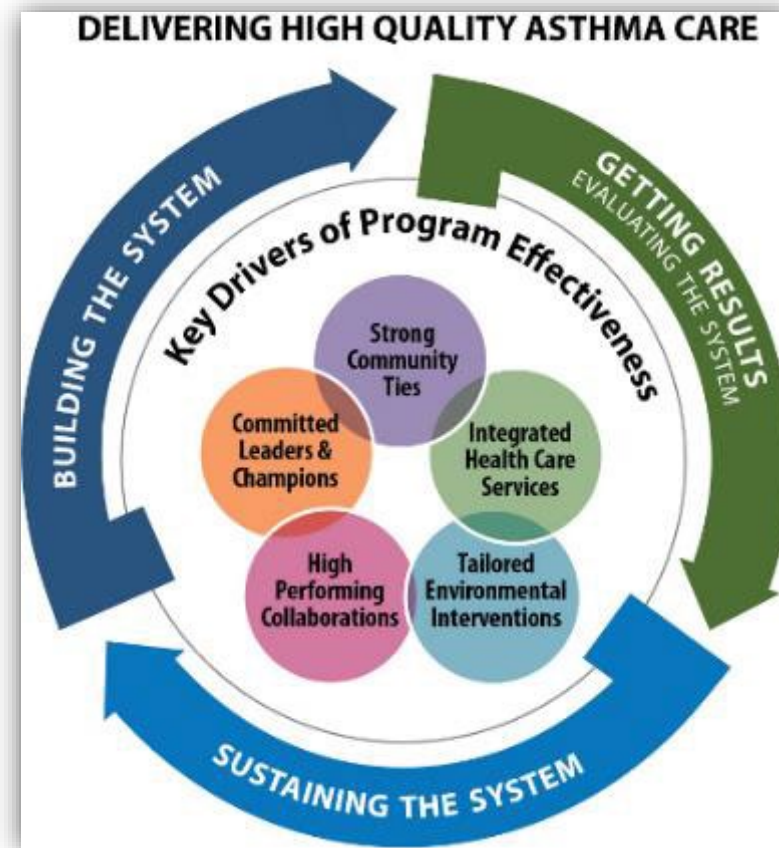 DELIVERING HIGH QUALITY ASTHMA CARE
BUILDING THE SYSTEM
GETTING RESULTS
EVALUATING THE SYSTEM
Key Drivers of Program Effectiveness
Strong
Community
Ties
Committed
Leaders &
Champions
Integrated
Health Care
Services
High
Performing
Collaborations
Tailored
Environmental
Interventions
SUSTAINING THE SYSTEM